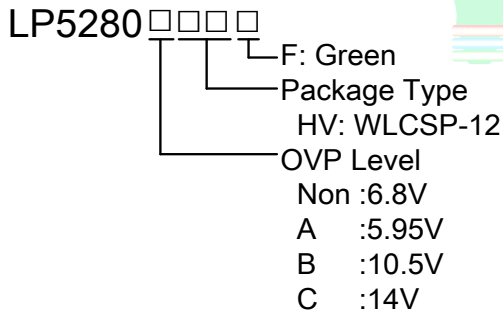 LP5280□□□□
F: Green
Package Type
HV: WLCSP-12
OVP Level
Non :6.8V
A :5.95V
B :10.5V
C :14V